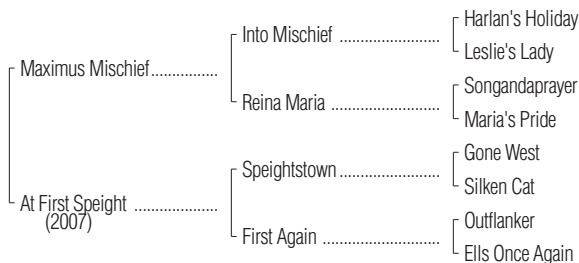 Harlan's Holiday
Into Mischief ....................
Leslie's Lady
Maximus Mischief..............
Songandaprayer
Reina Maria ......................
Maria's Pride
Gone West
Speightstown ....................
Silken Cat
At First Speight .................
(2007)
Outflanker
First Again .........................
Ells Once Again